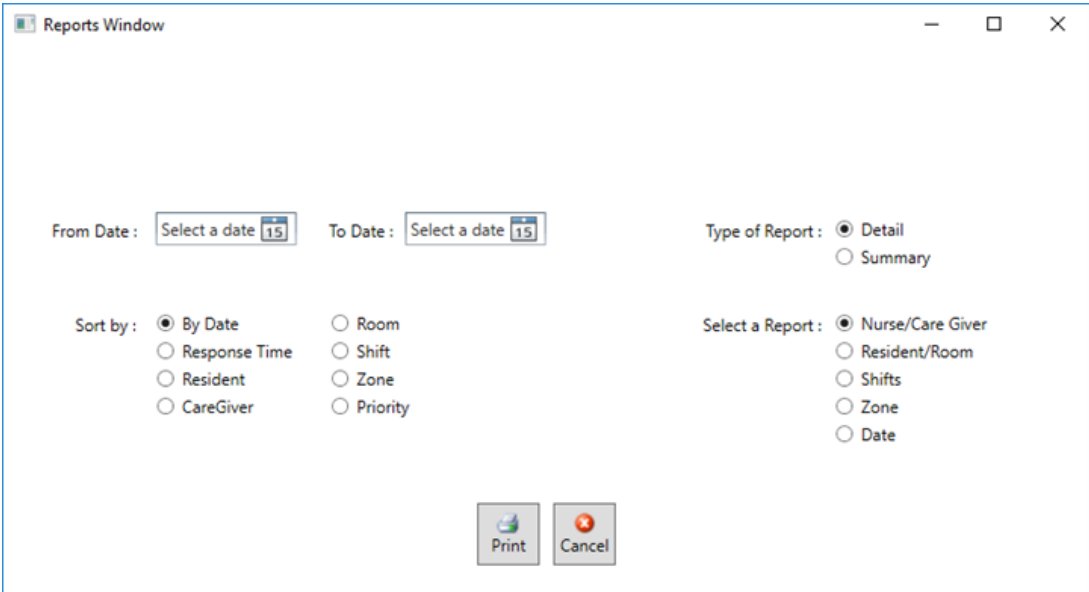 Reports Window
From Date : Select a date 15 To Date : Select a date 15 Type of Report : Detail
Summary
Sort by : By Date Room Select a Report : Nurse/Care Giver
Response Time Shift Resident/Room
Resident Zone Shifts
CareGiver Priority Zone
Date
Print Cancel